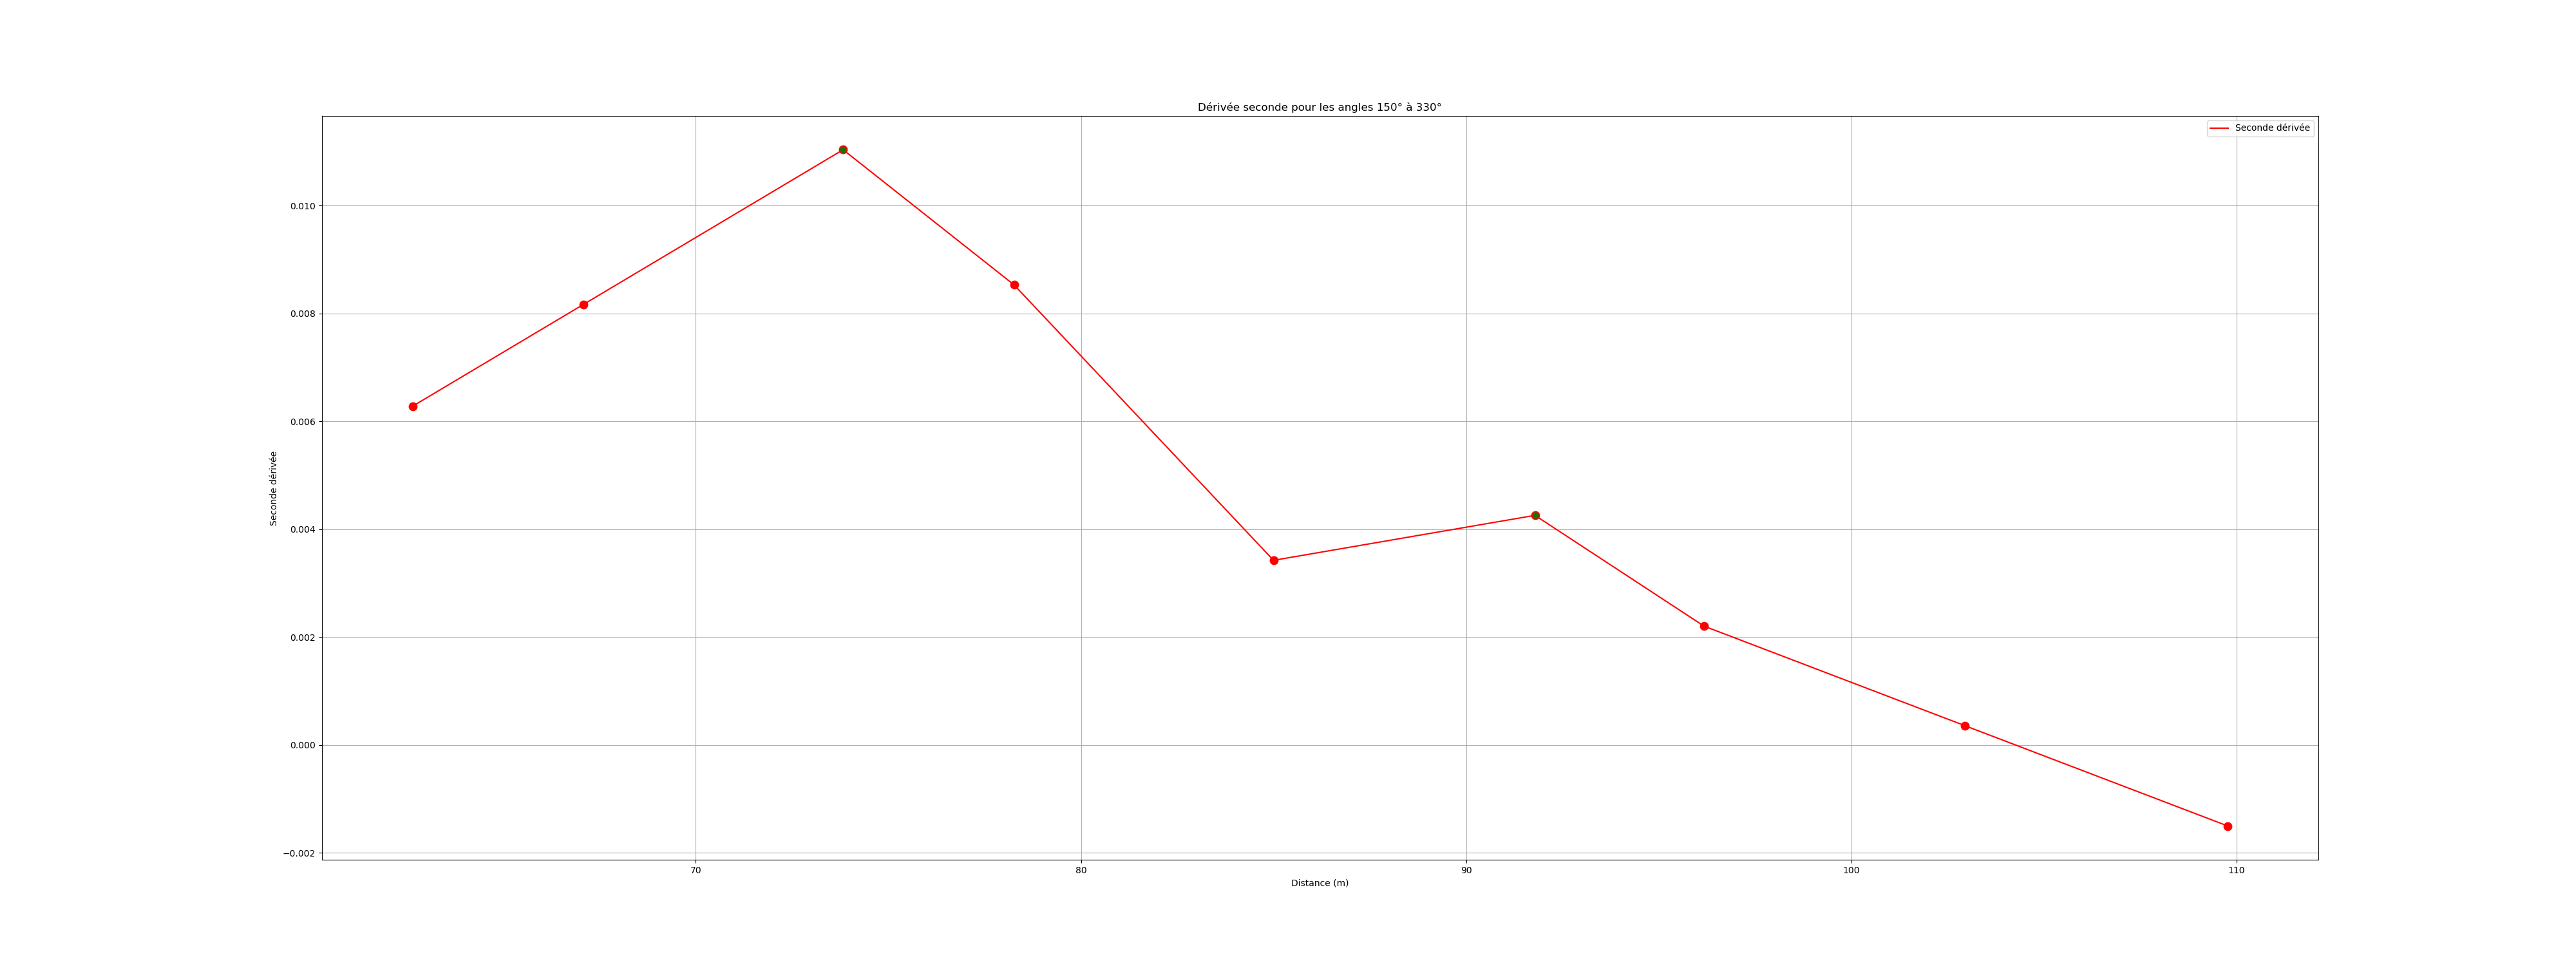 Dérivée seconde pour les angles 150° à 330°
Seconde dérivée
0.010
0.008
0.006
0.004
0.002
0.000
−0.002
Seconde dérivée
70 80 90 100 110
Distance (m)